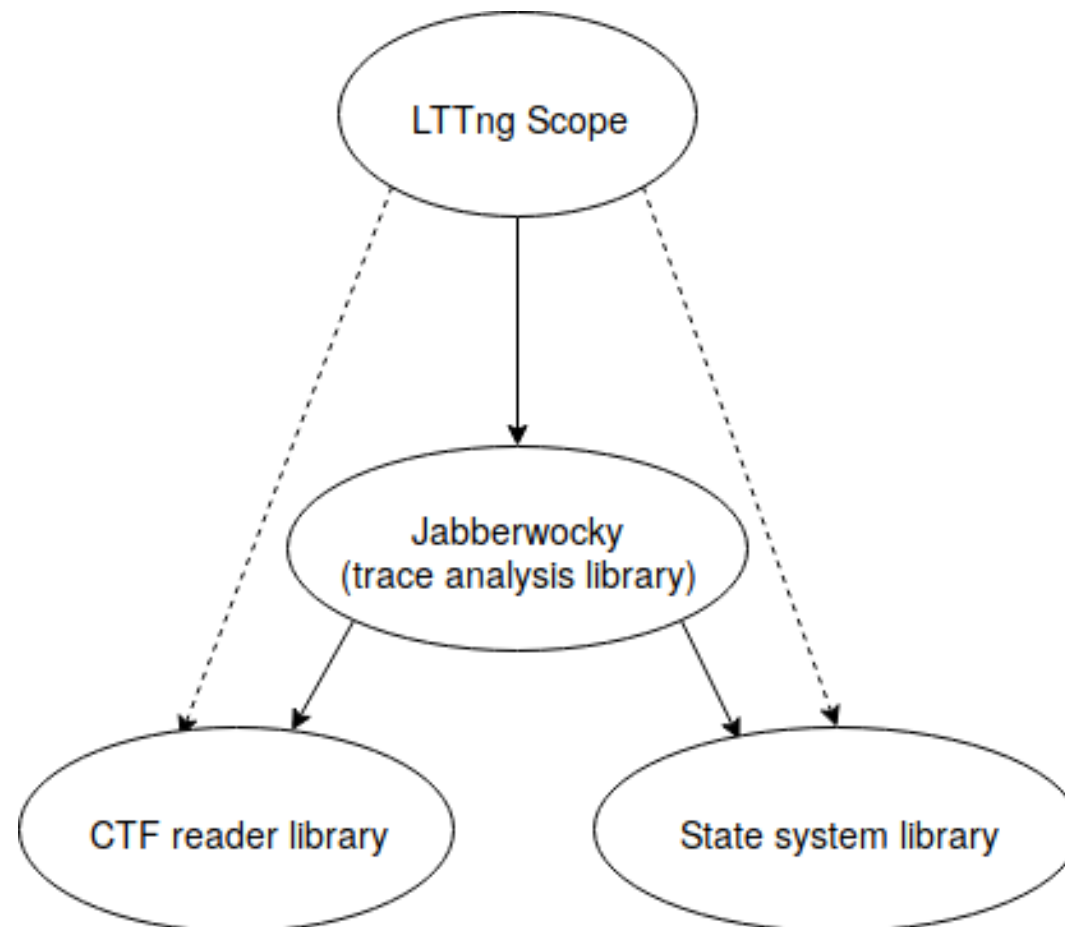 LTTng Scope
Jabberwocky
(trace analysis library)
CTF reader library
State system library